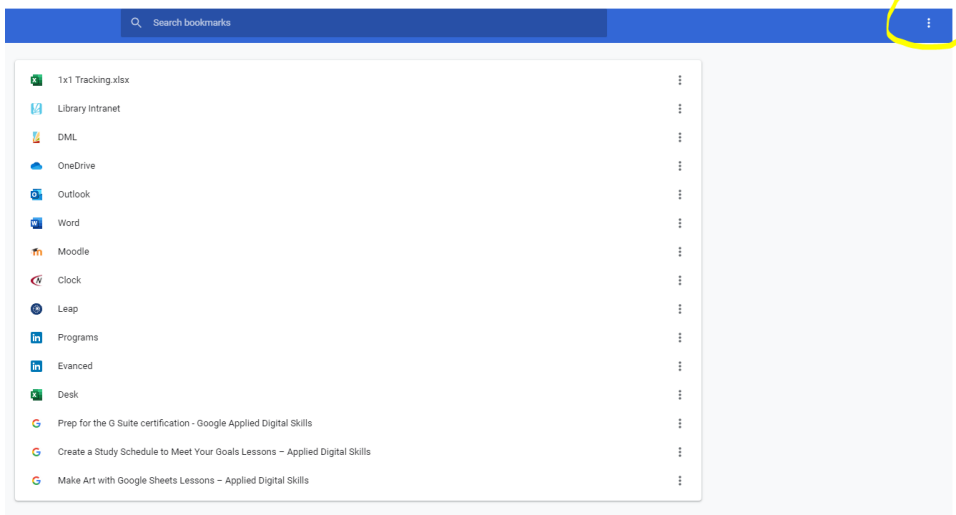 Search bookmarks
1x1 Tracking.xlsx
Library Intranet
DML
OneDrive
Outlook
Word
Moodle
Clock
Leap
Programs
Evanced
Desk
Prep for the G Suite certification - Google Applied Digital Skills
Create a Study Schedule to Meet Your Goals Lessons – Applied Digital Skills
Make Art with Google Sheets Lessons – Applied Digital Skills